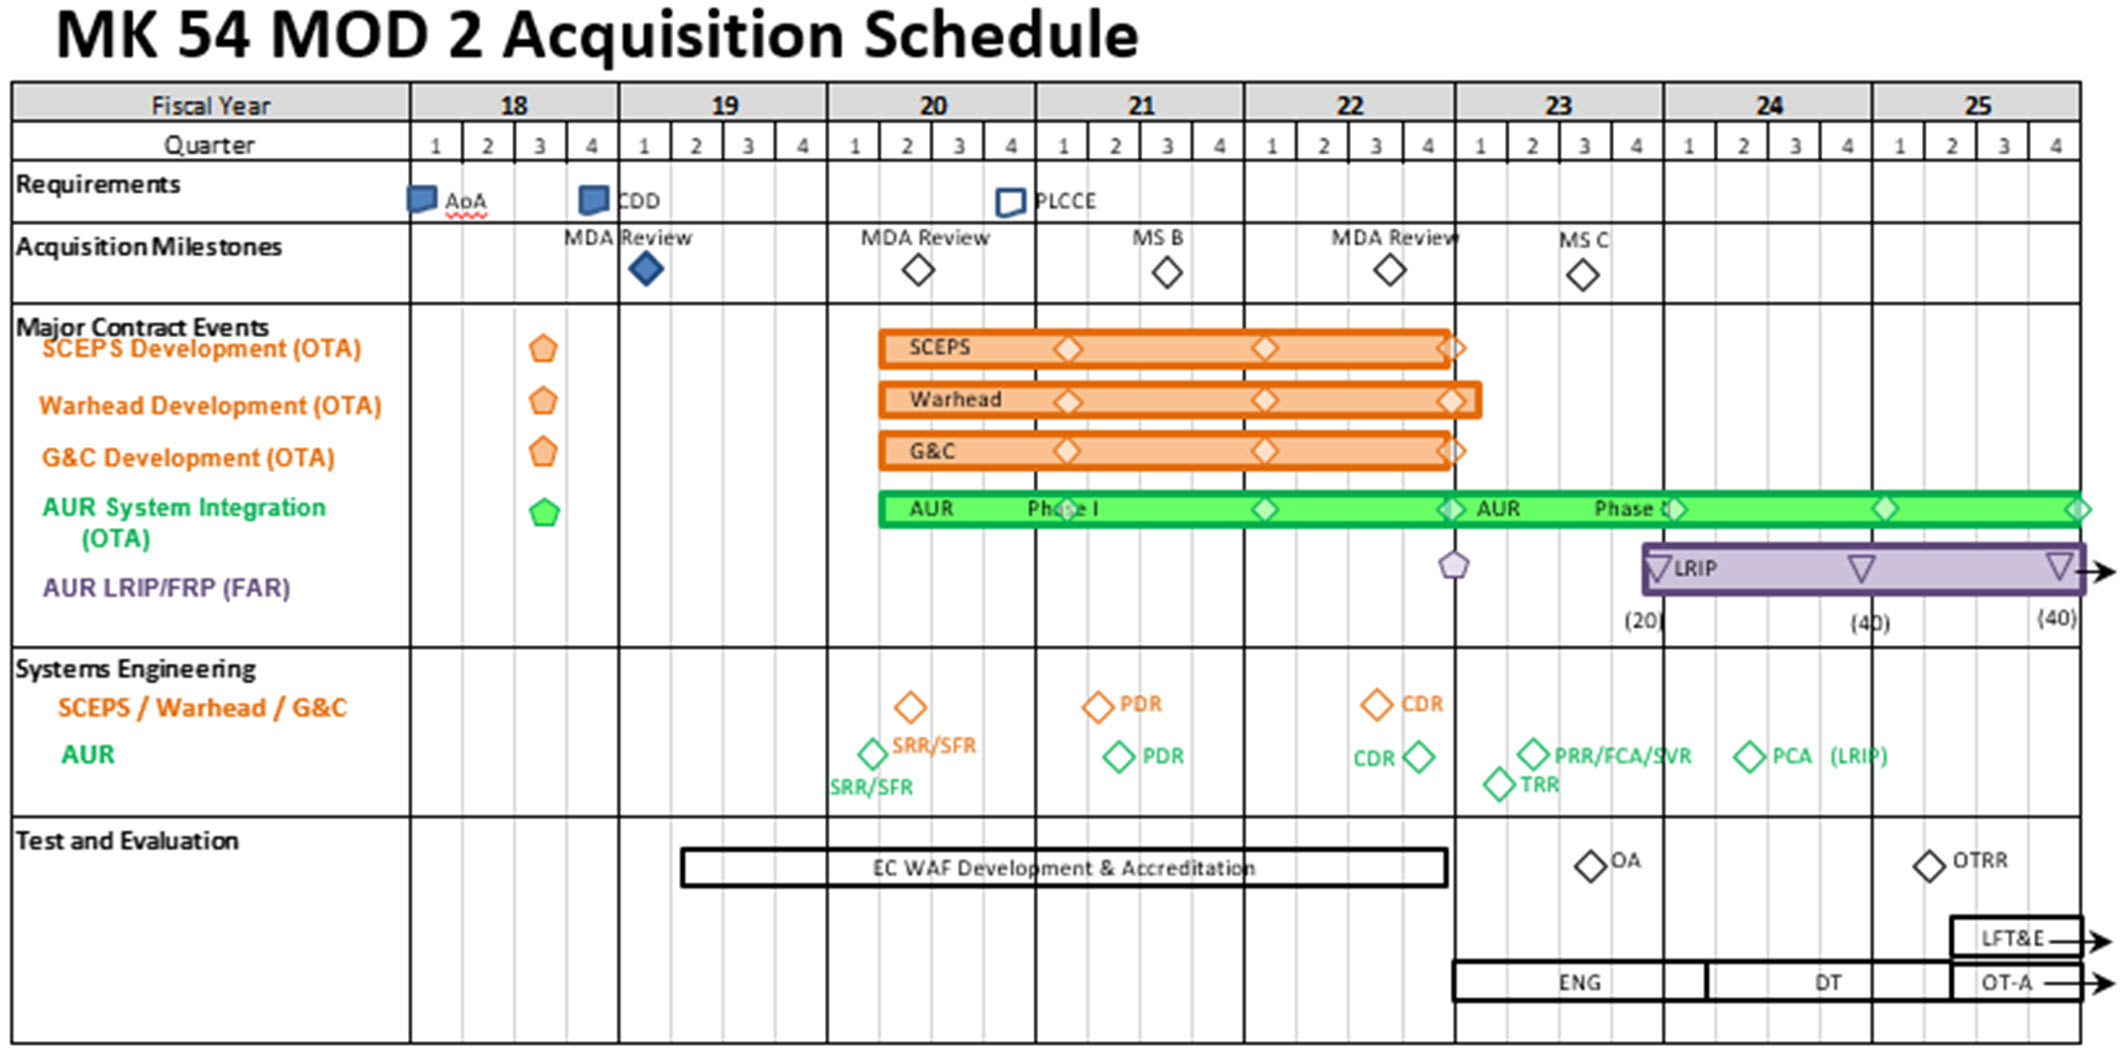 MK 54 MOD 2 Acquisition Schedule
Fiscal Year 18 19 20 21 22 23 24 25
Quarter 1 2 3 4 1 2 3 4 1 2 3 4 1 2 3 4 1 2 3 4 1 2 3 4 1 2 3 4 1 2 3 4
Requirements
AoA CDD PLCCE
Acquisition Milestones
MDA Review MDA Review MS B MDA Review MS C
Major Contract Events
SCEPS Development (OTA) SCEPS
Warhead Development (OTA) Warhead
G&C Development (OTA) G&C
AUR System Integration AUR Phase I AUR Phase
(OTA)
AUR LRIP/FRP (FAR) LRIP
(20) (40) (40)
Systems Engineering
SCEPS / Warhead / G&C PDR CDR
SRR/SFR
AUR PDR CDR PRR/FCA/SVR PCA (LRIP)
SRR/SFR TRR
Test and Evaluation
EC WAF Development & Accreditation OA OTRR
LFT&E
ENG DT OT-A